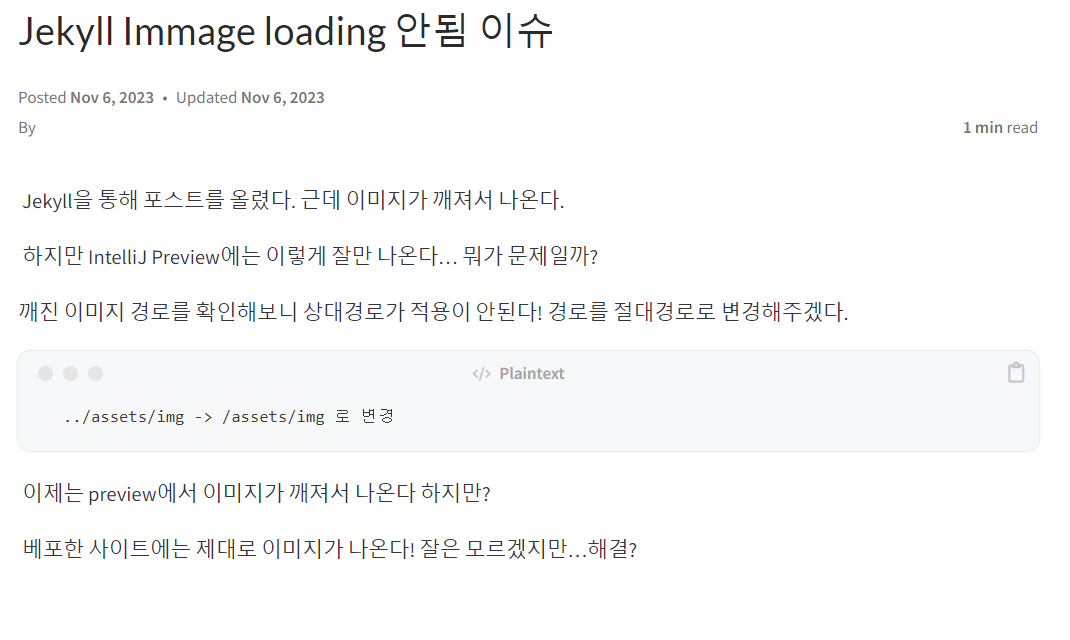 Jekyll Immage loading 안됨 이슈
Posted Nov 6, 2023 • Updated Nov 6, 2023
By
1 min read
Jekyll을 통해 포스트를 올렸다. 근데 이미지가 깨져서 나온다.
하지만 IntelliJ Preview에는 이렇게 잘만 나온다… 뭐가 문제일까?
깨진 이미지 경로를 확인해보니 상대경로가 적용이 안된다! 경로를 절대경로로 변경해주겠다.
</> Plaintext
../assets/img -> /assets/img 로 변경
이제는 preview에서 이미지가 깨져서 나온다 하지만?
베포한 사이트에는 제대로 이미지가 나온다! 잘은 모르겠지만…해결?